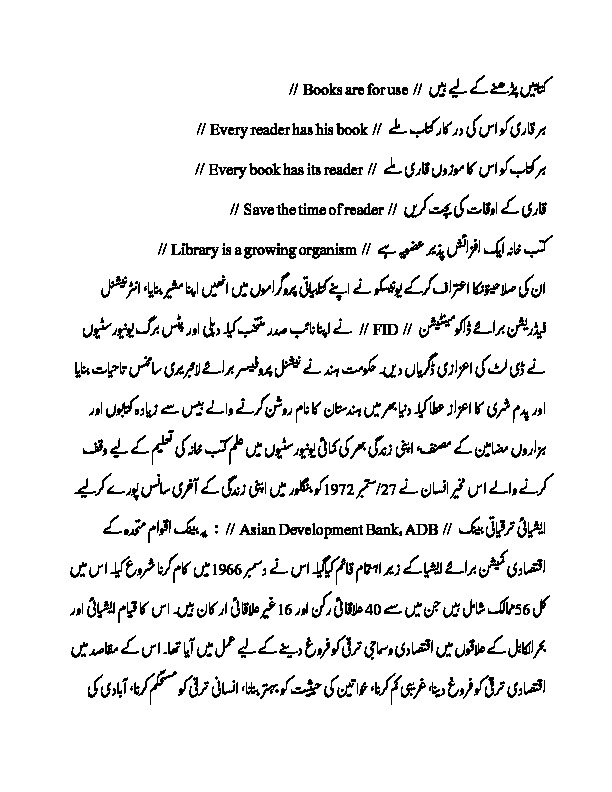 کتابیں پڑھنے کے لیے ہیں // Books are for use //
ہر قاری کو اس کی درکار کتاب ملے // Every reader has his book //
ہر کتاب کو اس کا موزوں قاری ملے // Every book has its reader //
قاری کے اوقات کی بچت کریں // Save the time of reader //
کتب خانہ ایک افزائش پذیر عضویہ ہے // Library is a growing organism //
ان کی صلاحیتوں کا اعتراف کرکے یونیسکو نے اپنے کتابیاتی پروگراموں میں انھیں اپنا مشیر بنایا، انٹرنیشنل
فیڈریشن برائے ڈاکومینٹیشن // FID // نے اپنا نائب صدر منتخب کیا۔ دہلی اور پٹس برگ یونیورسٹیوں
نے ڈی لٹ کی اعزازی ڈگریاں دیں۔ حکومت ہند نے نیشنل پروفیسر برائے لائبریری سائنس تاحیات بنایا
اور پدم شری کا اعزاز عطا کیا۔ دنیا بھر میں ہندستان کا نام روشن کرنے والے بیس سے زیادہ کتابوں اور
ہزاروں مضامین کے مصنف، اپنی زندگی بھر کی کمائی یونیورسٹیوں میں علم کتب خانہ کی تعلیم کے لیے وقف
کرنے والے اس مخیر انسان نے 27/ستمبر 1972 کو بنگلور میں اپنی زندگی کے آخری سانس پورے کرلیے۔
ایشیائی ترقیاتی بینک // Asian Development Bank, ADB // : یہ بینک اقوام متحدہ کے
اقتصادی کمیشن برائے ایشیا کے زیر اہتمام قائم کیا گیا۔ اس نے دسمبر 1966 میں کام کرنا شروع کیا۔ اس میں
کل 56 ممالک شامل ہیں جن میں سے 40 علاقائی رکن اور 16 غیر علاقائی ارکان ہیں۔ اس کا قیام ایشیائی اور
بحرالکاہل کے علاقوں میں اقتصادی و سماجی ترقی کو فروغ دینے کے لیے عمل میں آیا تھا۔ اس کے مقاصد میں
اقتصادی ترقی کو فروغ دینا، غریبی کم کرنا، خواتین کی حیثیت کو بہتر بنانا، انسانی ترقی کو مستحکم کرنا، آبادی کی